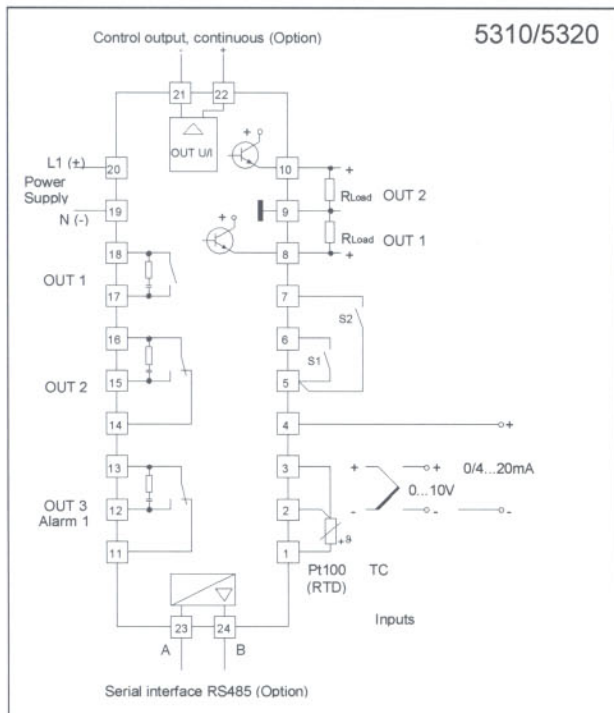 Control output, continuous (Option)
5310/5320
- +
21 22
OUT U/I
+
10
+
L1 (±)
20
Power
Supply
RLoad OUT 2
9
19
N (-)
+
RLoad OUT 1
8
+
18
OUT 1
17
7
S2
16
6
S1
OUT 2
15
5
14
4
+
13
3
+ + 0/4...20mA
0...10V
OUT 3
Alarm 1
12
2
- - -
+ϑ
11
1
Pt100
(RTD)
TC
Inputs
23 24
A B
Serial interface RS485 (Option)